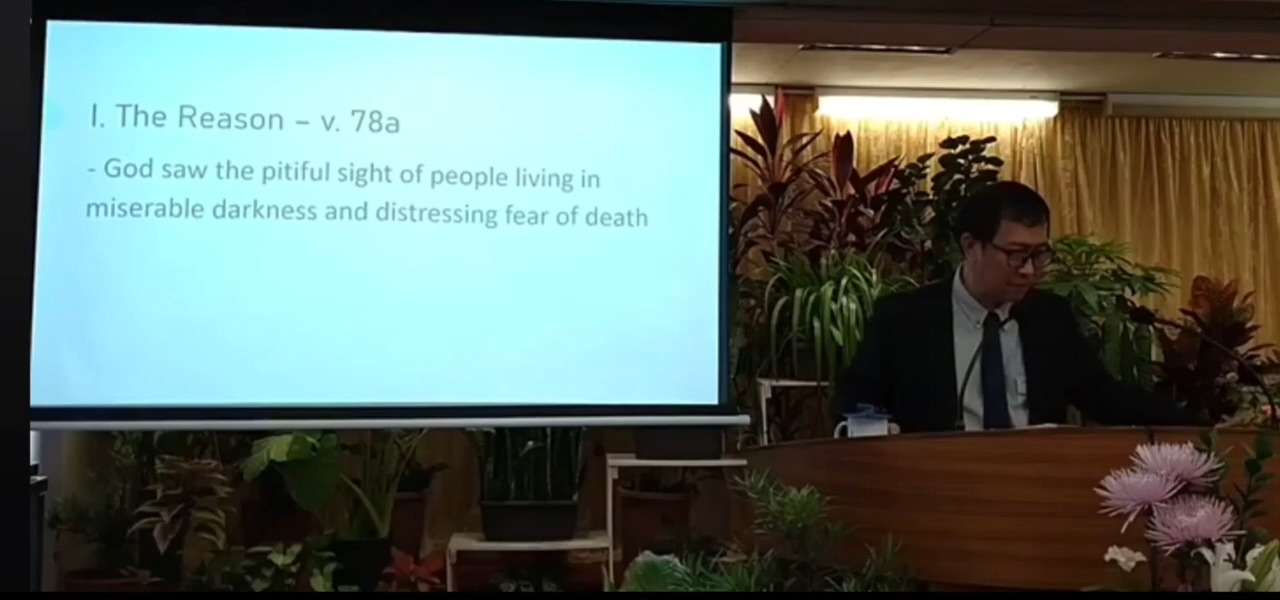 I. The Reason – v. 78a
- God saw the pitiful sight of people living in
miserable darkness and distressing fear of death